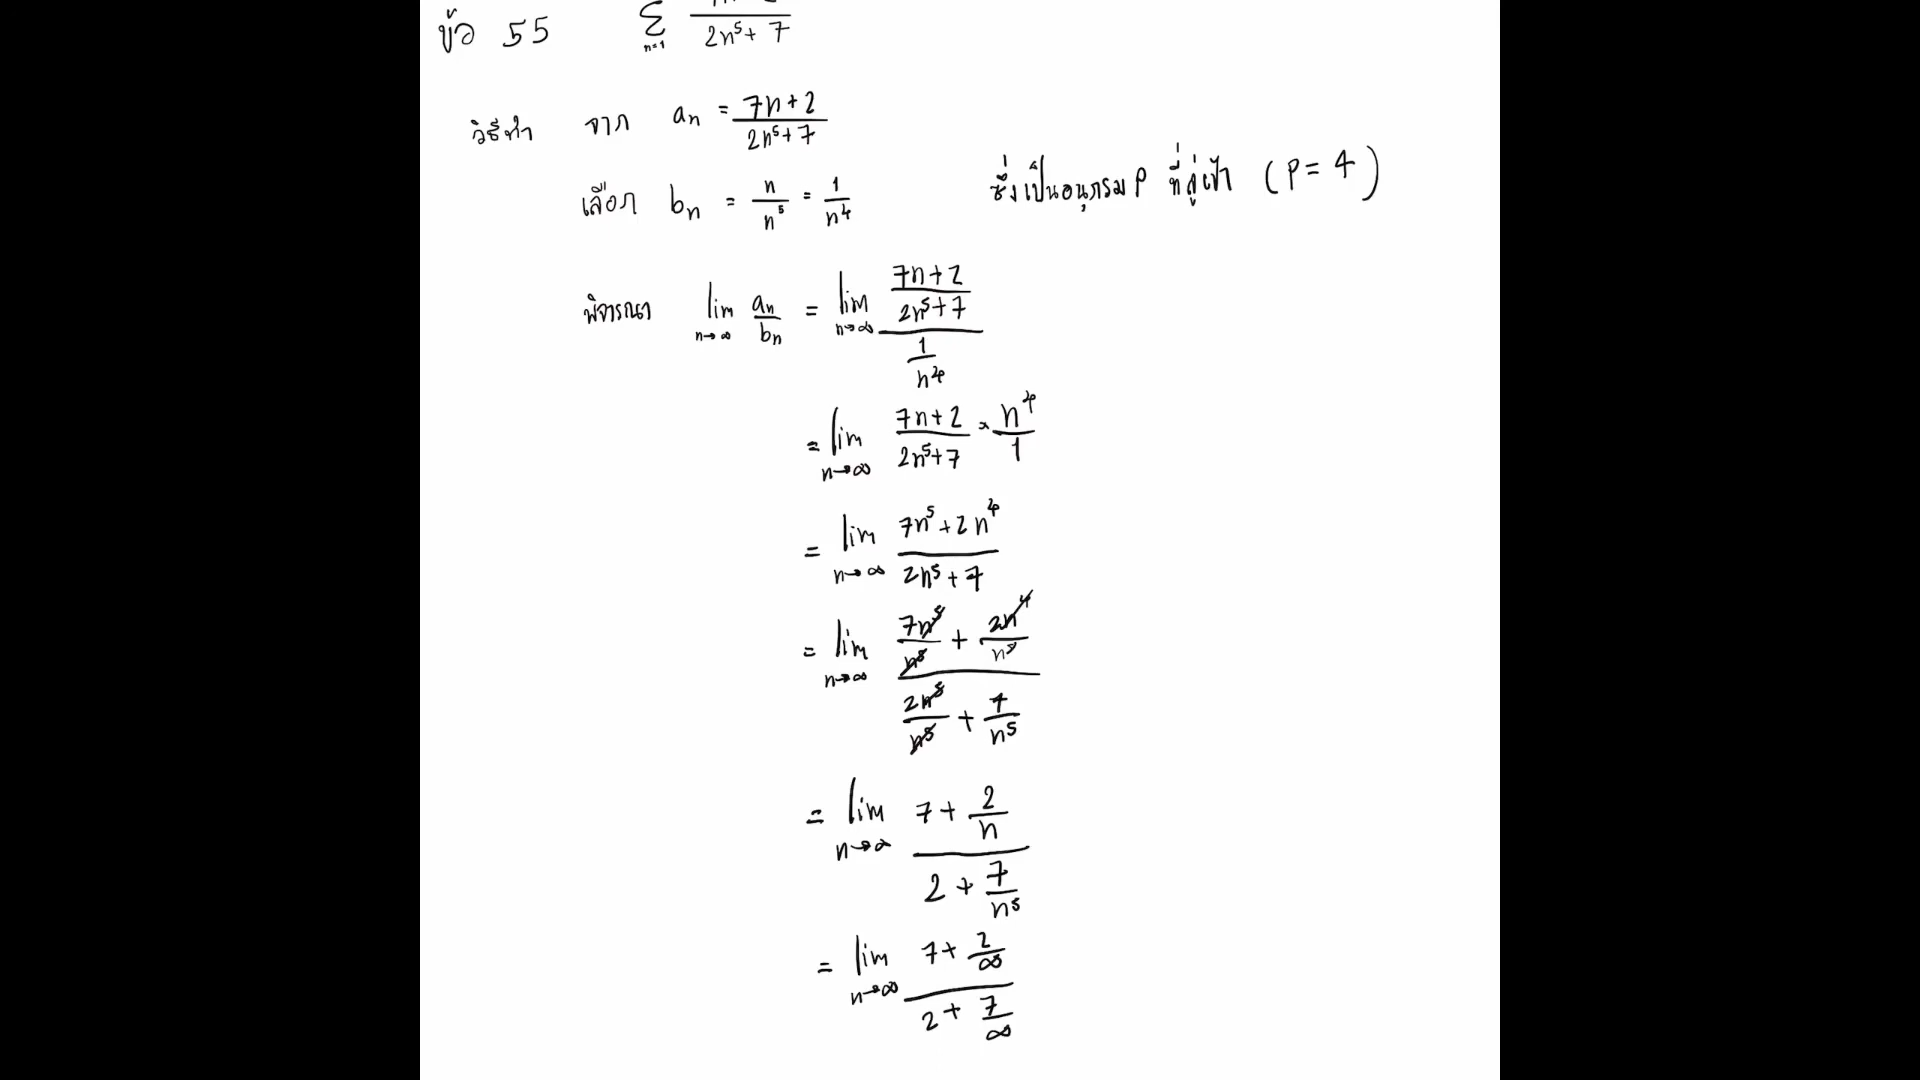 ข้อ 55 ∑ n=1 / (2n⁵+7)
วิธีทำ จาก aₙ = (7n+2)/(2n⁵+7)
เลือก bₙ = n/n⁵ = 1/n⁴ ซึ่งเป็นอนุกรม P ที่ลู่เข้า (P=4)
พิจารณา lim n→∞ aₙ/bₙ = lim n→∞ ((7n+2)/(2n⁵+7))/(1/n⁴)
= lim n→∞ (7n+2)/(2n⁵+7) × n⁴/1
= lim n→∞ (7n⁵+2n⁴)/(2n⁵+7)
= lim n→∞ (7n⁵/n⁵ + 2n⁴/n⁵)/(2n⁵/n⁵ + 7/n⁵)
= lim n→∞ (7+2/n)/(2+7/n⁵)
= lim n→∞ (7+2/∞)/(2+7/∞)